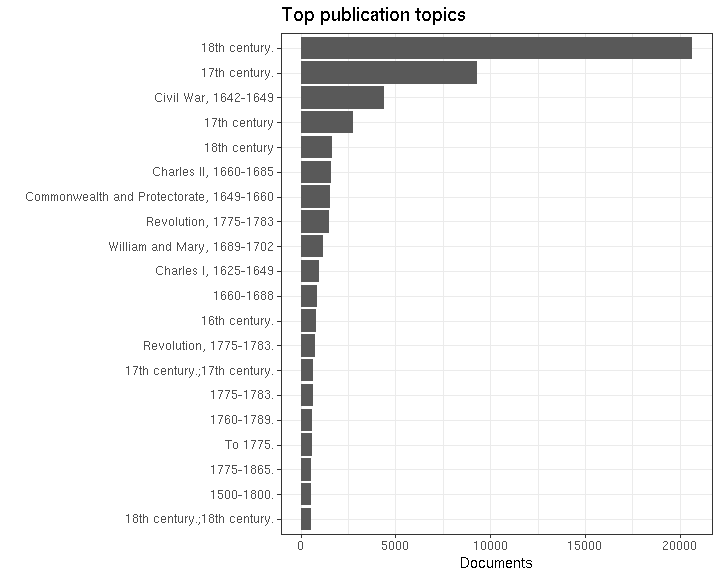 Top publication topics
18th century.
17th century.
Civil War, 1642-1649
17th century
18th century
Charles II, 1660-1685
Commonwealth and Protectorate, 1649-1660
Revolution, 1775-1783
William and Mary, 1689-1702
Charles I, 1625-1649
1660-1688
16th century.
Revolution, 1775-1783.
17th century.;17th century.
1775-1783.
1760-1789.
To 1775.
1775-1865.
1500-1800.
18th century.;18th century.
0 5000 10000 15000 20000
Documents